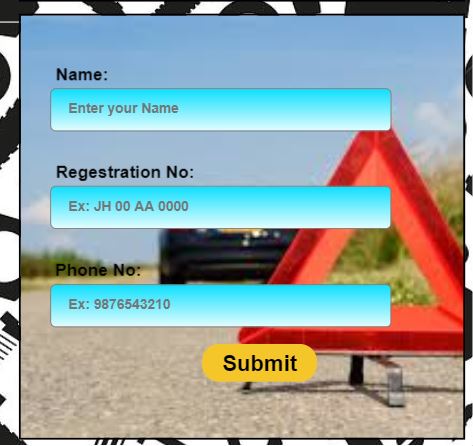 Name:
Enter your Name
Regestration No:
Ex: JH 00 AA 0000
Phone No:
Ex: 9876543210
Submit